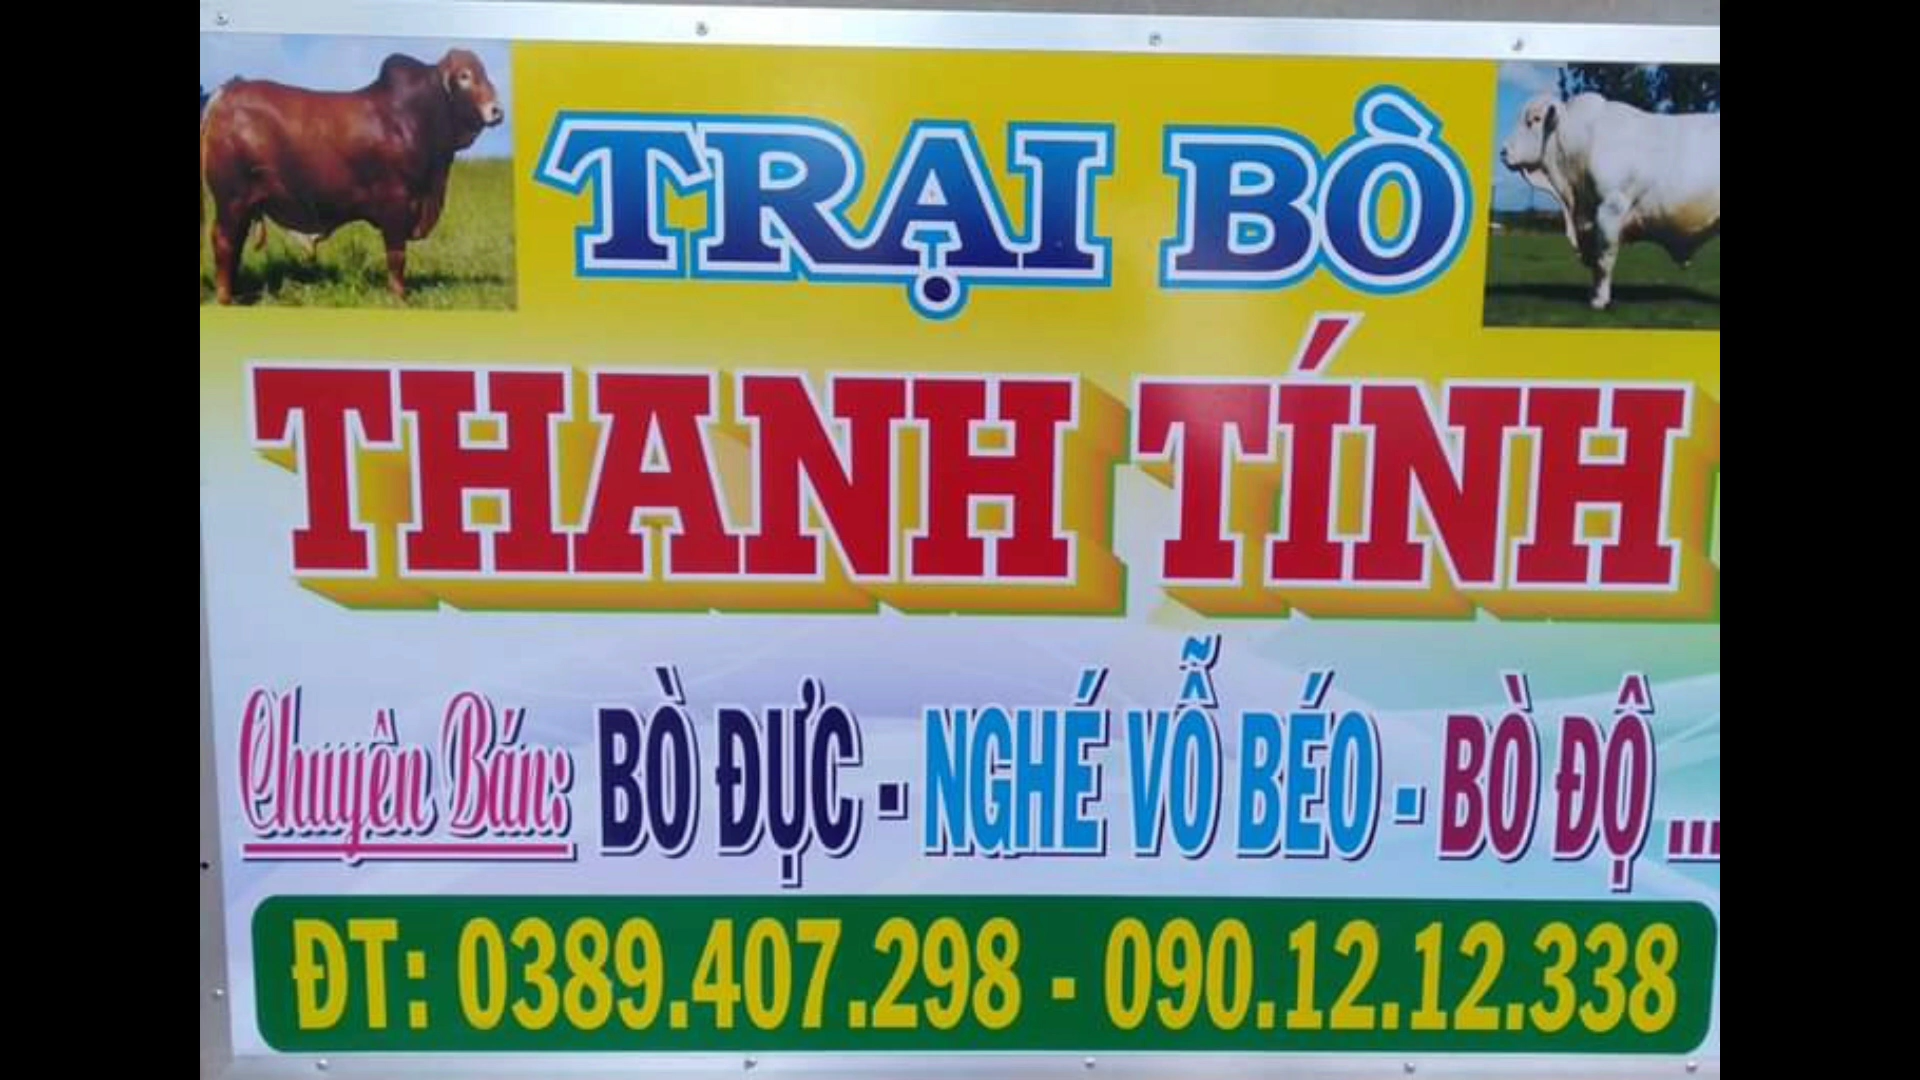 TRẠI BÒ
THANH TÍNH
Chuyên Bán: BÒ ĐỰC - NGHÉ VỖ BÉO - BÒ ĐỘ ...
ĐT: 0389.407.298 - 090.12.12.338